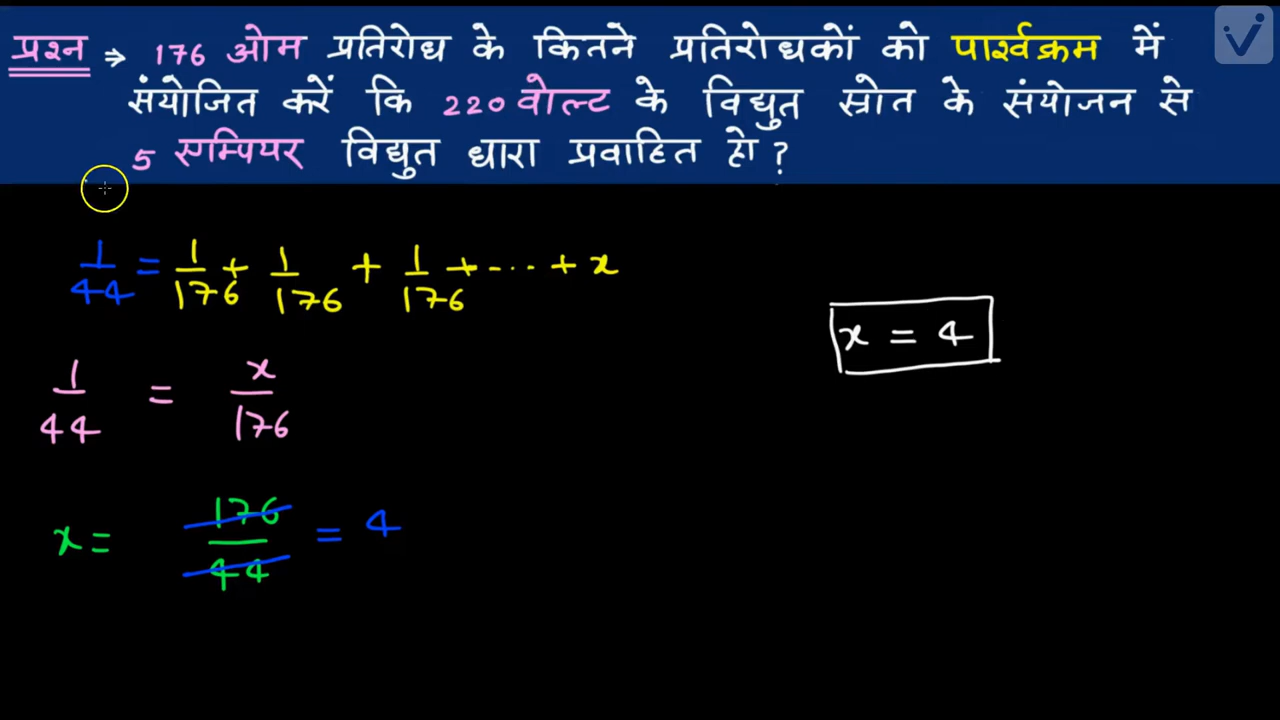 प्रश्न ⇒ 176 ओम प्रतिरोध के कितने प्रतिरोधकों को पार्श्वक्रम में
संयोजित करें कि 220 वोल्ट के विद्युत स्रोत के संयोजन से
5 एम्पियर विद्युत धारा प्रवाहित हो?
1/44 = 1/176 + 1/176 + 1/176 + ... + x
1/44 = x/176
x = 176/44 = 4
x = 4